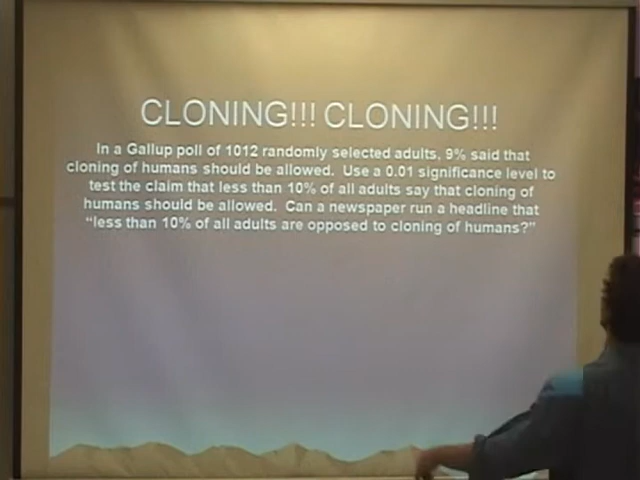 CLONING!!! CLONING!!!
In a Gallup poll of 1012 randomly selected adults, 9% said that
cloning of humans should be allowed.  Use a 0.01 significance level to
test the claim that less than 10% of all adults say that cloning of
humans should be allowed.  Can a newspaper run a headline that
“less than 10% of all adults are opposed to cloning of humans?”